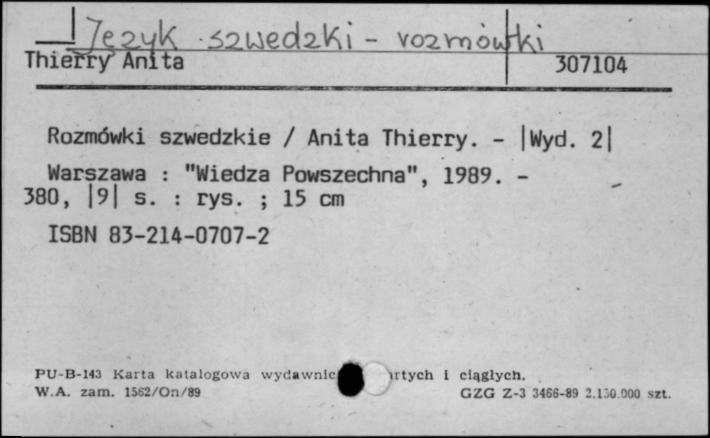 Język szwedzki - rozmówki
Thierry Anita 307104
Rozmówki szwedzkie / Anita Thierry. - |Wyd. 2|
Warszawa : "Wiedza Powszechna", 1989. -
380, |9| s. : rys. ; 15 cm
ISBN 83-214-0707-2
PU-B-143 Karta katalogowa i ciągłych.
W.A. zam. 1562/On/89 GZG Z-3 3466-89 2.150.000 szt.